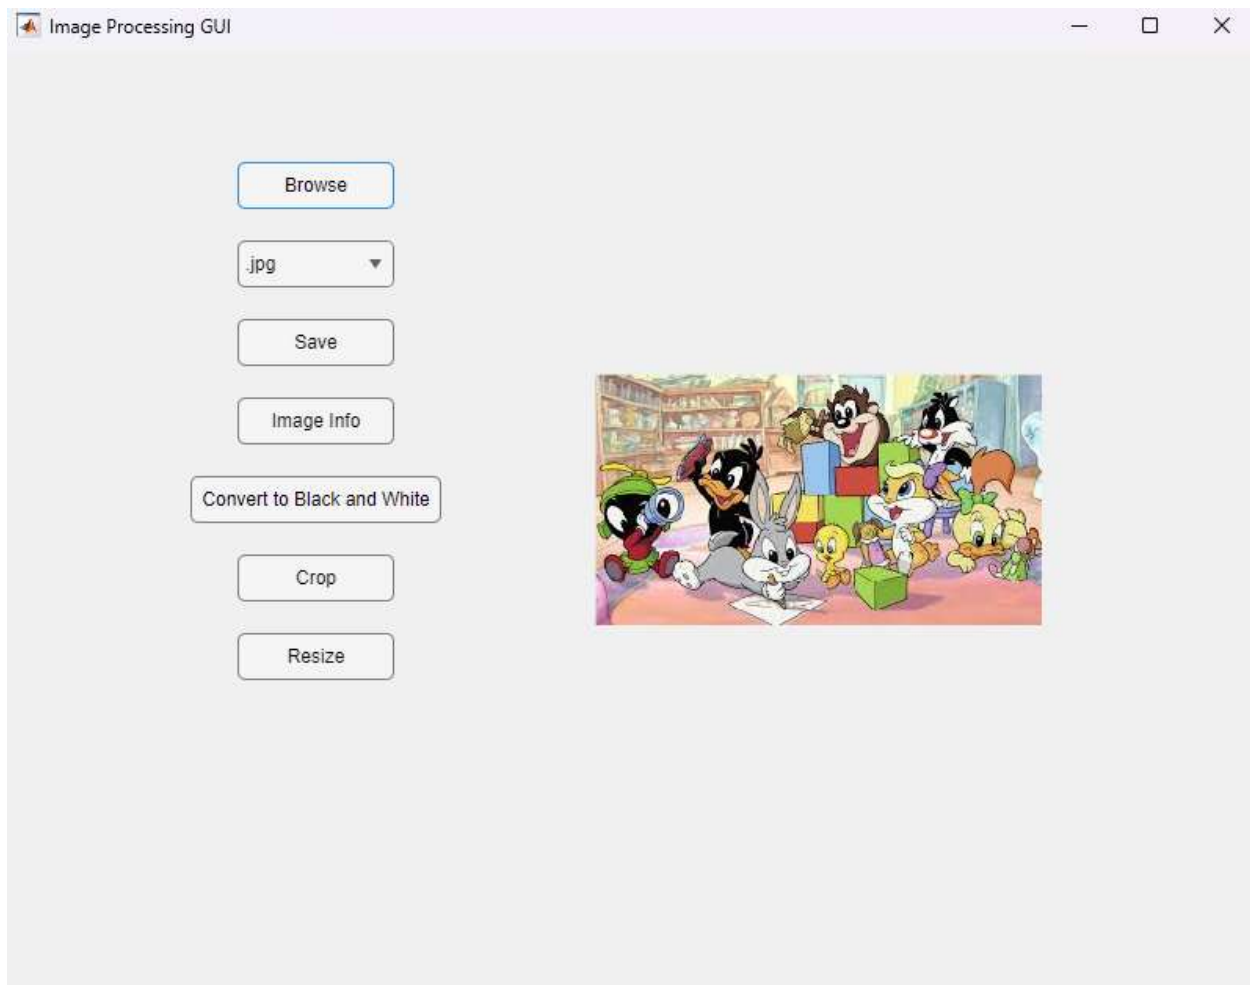 Image Processing GUI
Browse
.jpg
Save
Image Info
Convert to Black and White
Crop
Resize